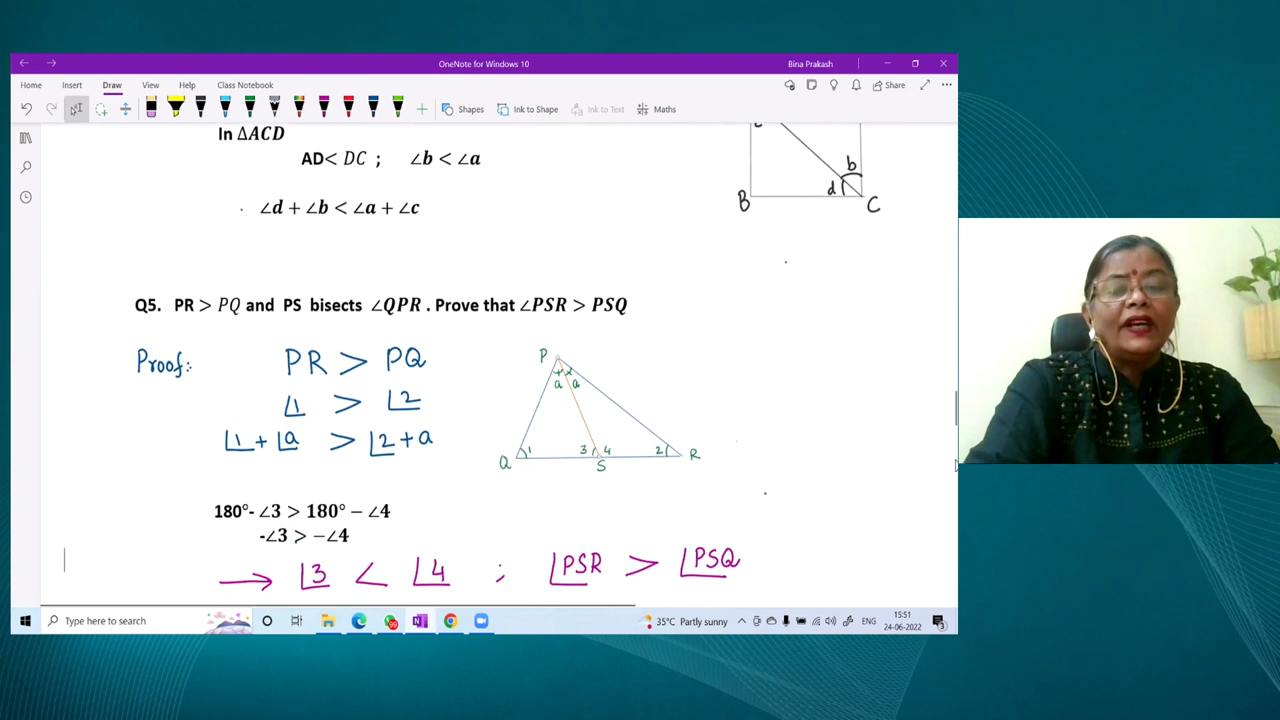 OneNote for Windows 10
Bina Prakash
Home Insert Draw View Help Class Notebook
Share
Shapes Ink to Shape Ink to Text Maths
In ΔACD
AD< DC ; ∠b < ∠a
∠d + ∠b < ∠a + ∠c
b
d
B C
Q5. PR > PQ and PS bisects ∠QPR . Prove that ∠PSR > PSQ
Proof: PR > PQ
∠1 > ∠2
∠1 + ∠a > ∠2 + a
P
x x
a a
1 3 4 2
Q S R
180°- ∠3 > 180° − ∠4
-∠3 > −∠4
→ ∠3 < ∠4 ; ∠PSR > ∠PSQ
Type here to search
99
35°C Partly sunny
ENG
15:51
24-06-2022
3